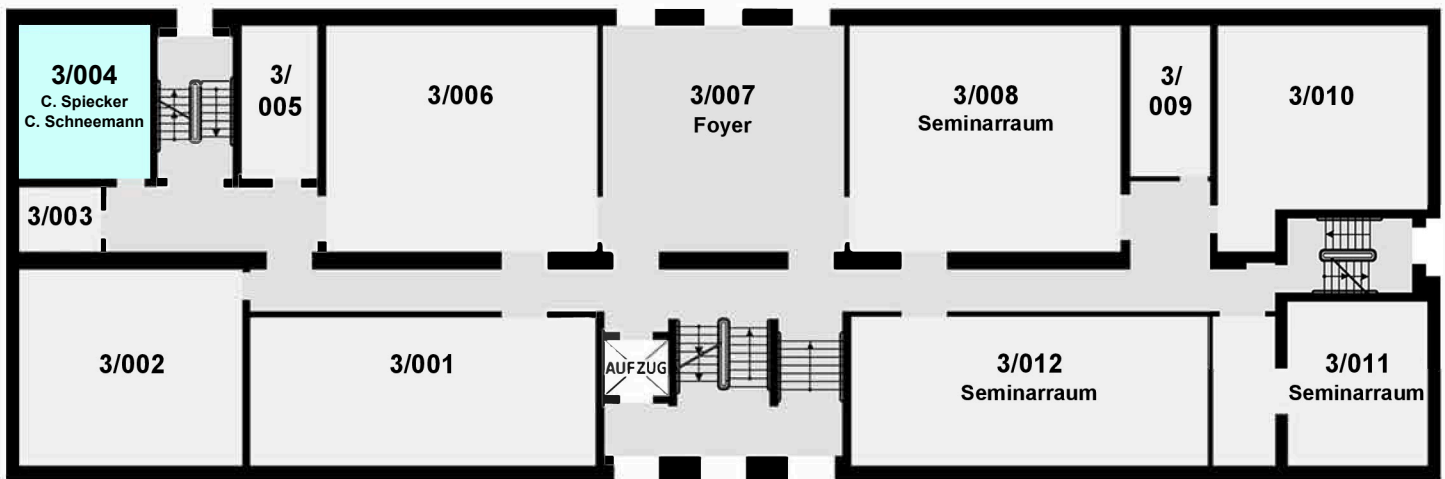 3/004
C. Spiecker
C. Schneemann
3/
005
3/006
3/007
Foyer
3/008
Seminarraum
3/
009
3/010
3/003
3/002
3/001
AUFZUG
3/012
Seminarraum
3/011
Seminarraum